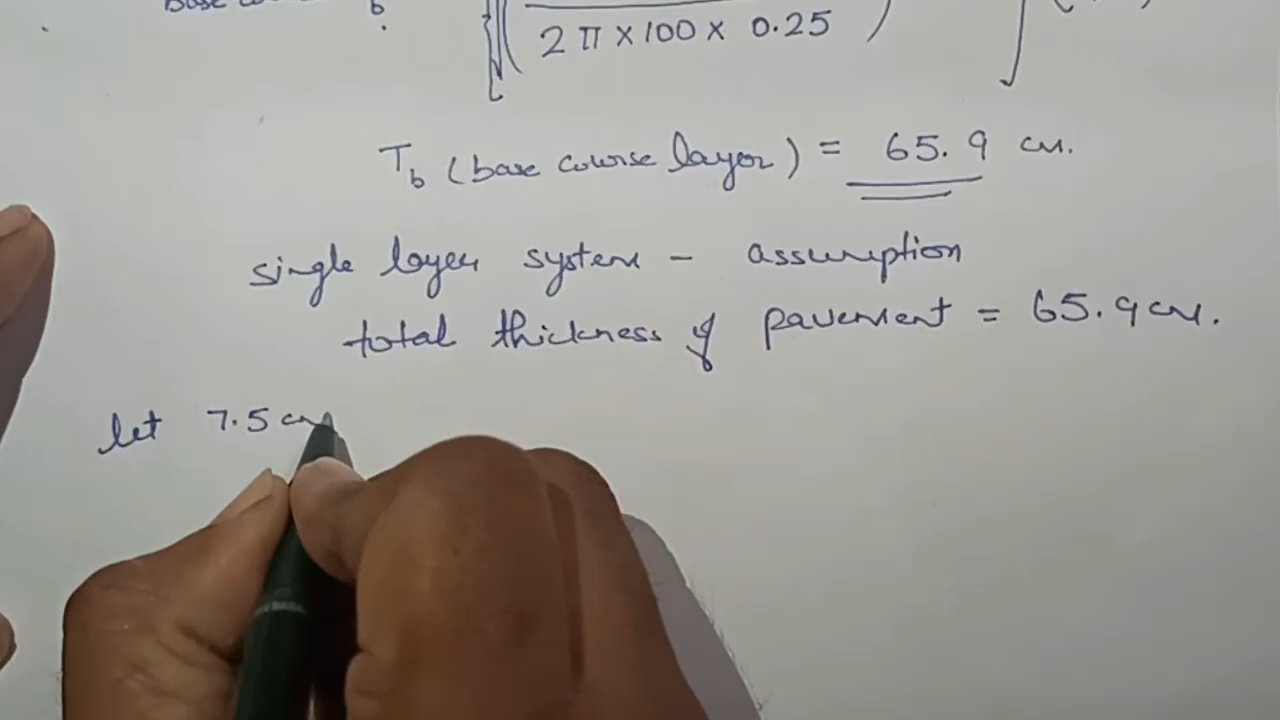 b
2 π × 100 × 0.25
Tb (base course layer) = 65.9 cm.
single layer system - assumption
total thickness of pavement = 65.9 cm.
let 7.5 cm